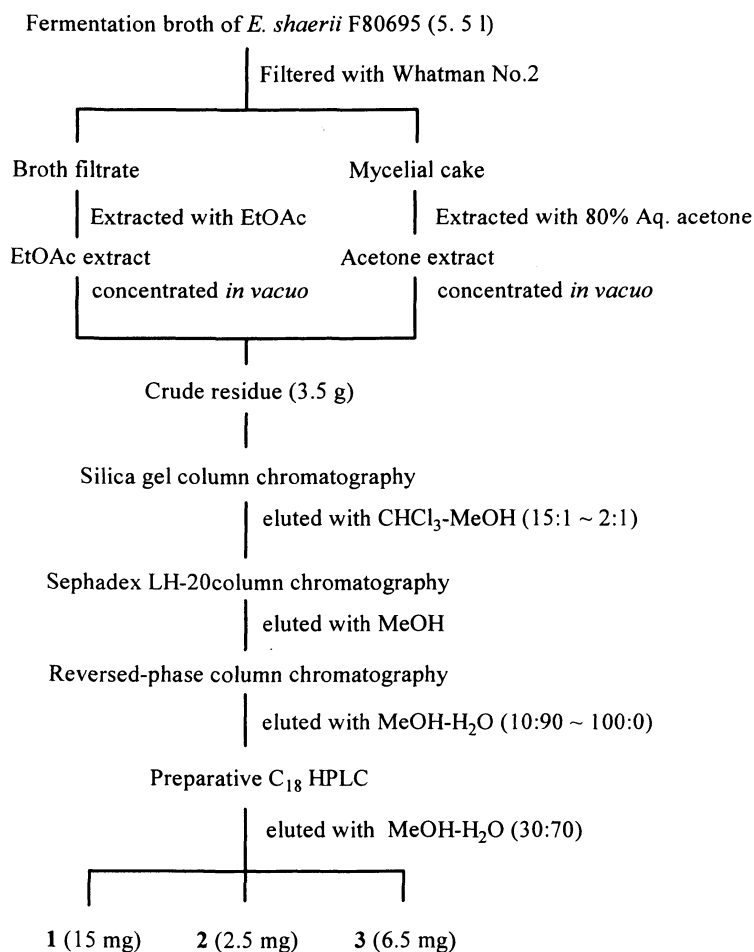 Fermentation broth of E. shaerii F80695 (5. 5 l)
Filtered with Whatman No.2
Broth filtrate
Mycelial cake
Extracted with EtOAc
Extracted with 80% Aq. acetone
EtOAc extract
Acetone extract
concentrated in vacuo
concentrated in vacuo
Crude residue (3.5 g)
Silica gel column chromatography
eluted with CHCl₃-MeOH (15:1 ~ 2:1)
Sephadex LH-20column chromatography
eluted with MeOH
Reversed-phase column chromatography
eluted with MeOH-H₂O (10:90 ~ 100:0)
Preparative C₁₈ HPLC
eluted with MeOH-H₂O (30:70)
1 (15 mg)
2 (2.5 mg)
3 (6.5 mg)